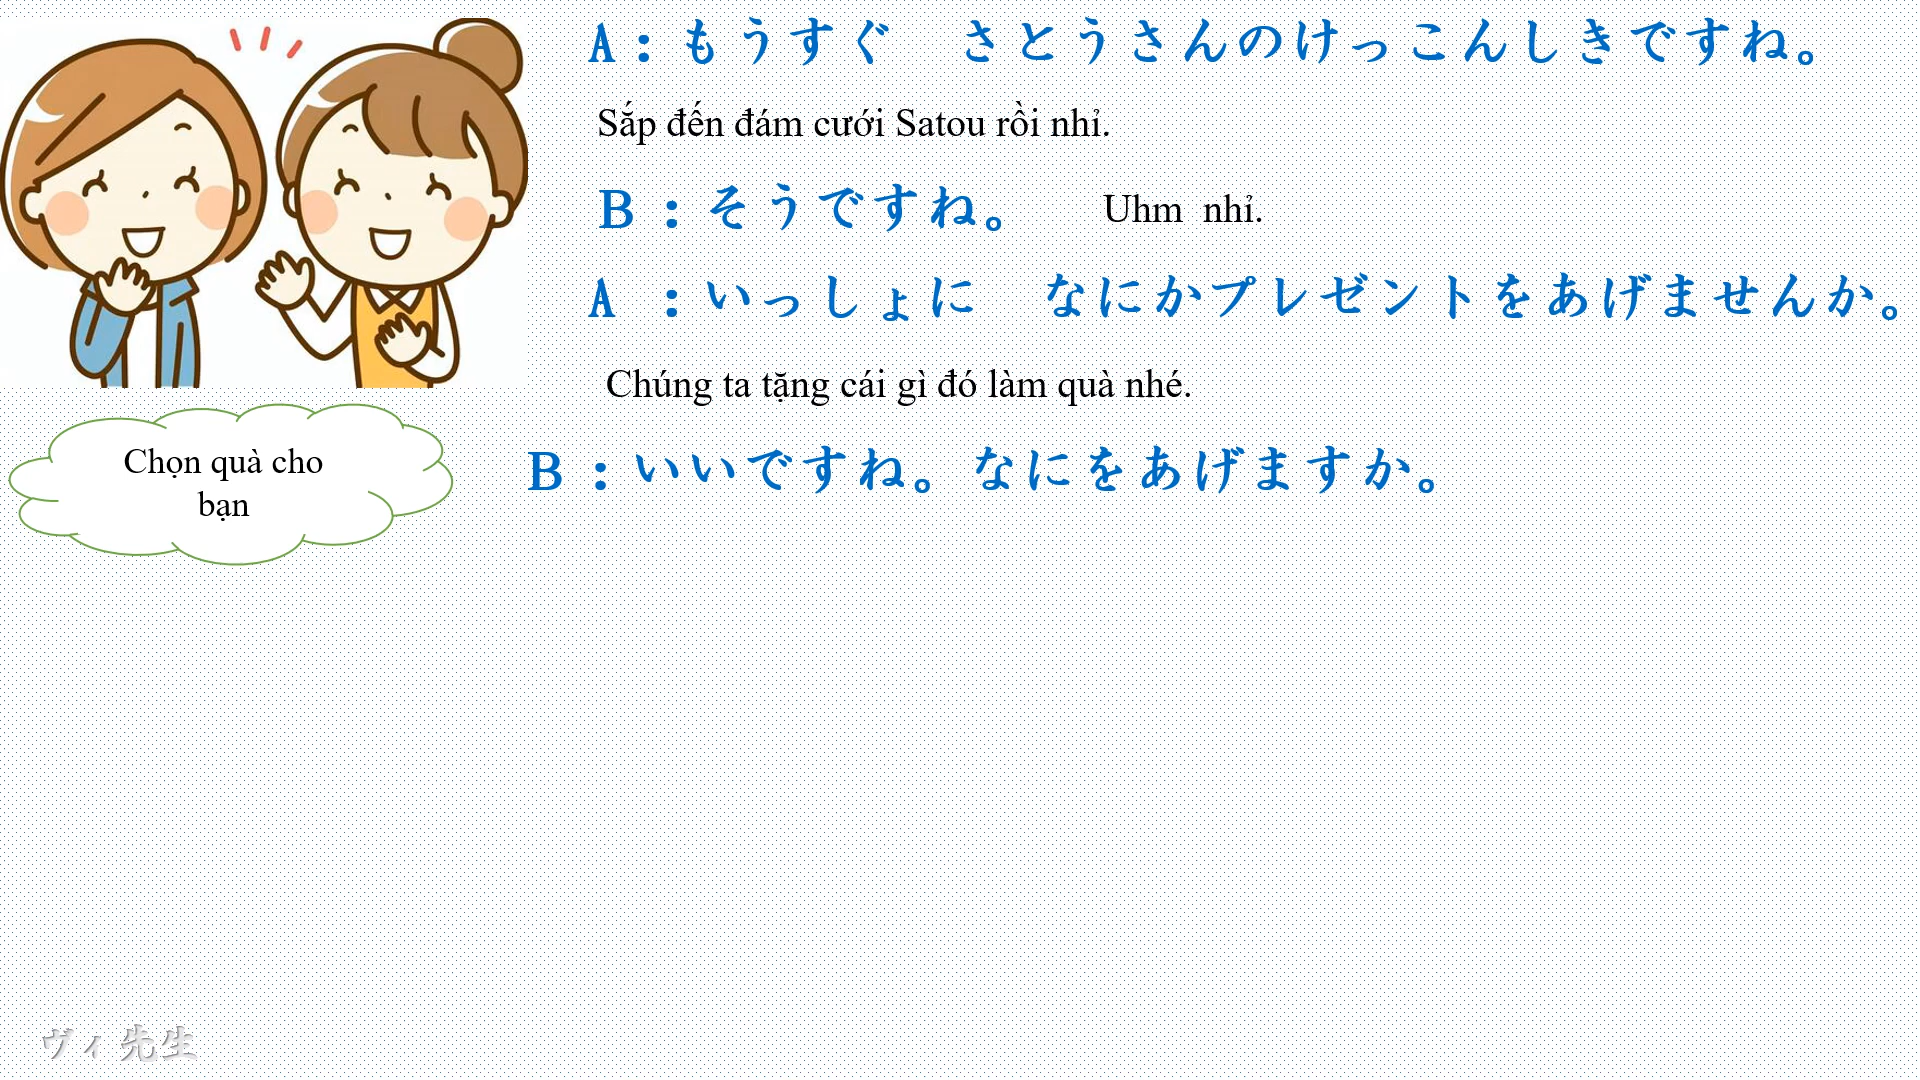 A：もうすぐ　さとうさんのけっこんしきですね。
Sắp đến đám cưới Satou rồi nhỉ.
B ：そうですね。 Uhm  nhỉ.
A ：いっしょに　なにかプレゼントをあげませんか。
Chúng ta tặng cái gì đó làm quà nhé.
B ：いいですね。なにをあげますか。
Chọn quà cho
bạn
ヴィ先生